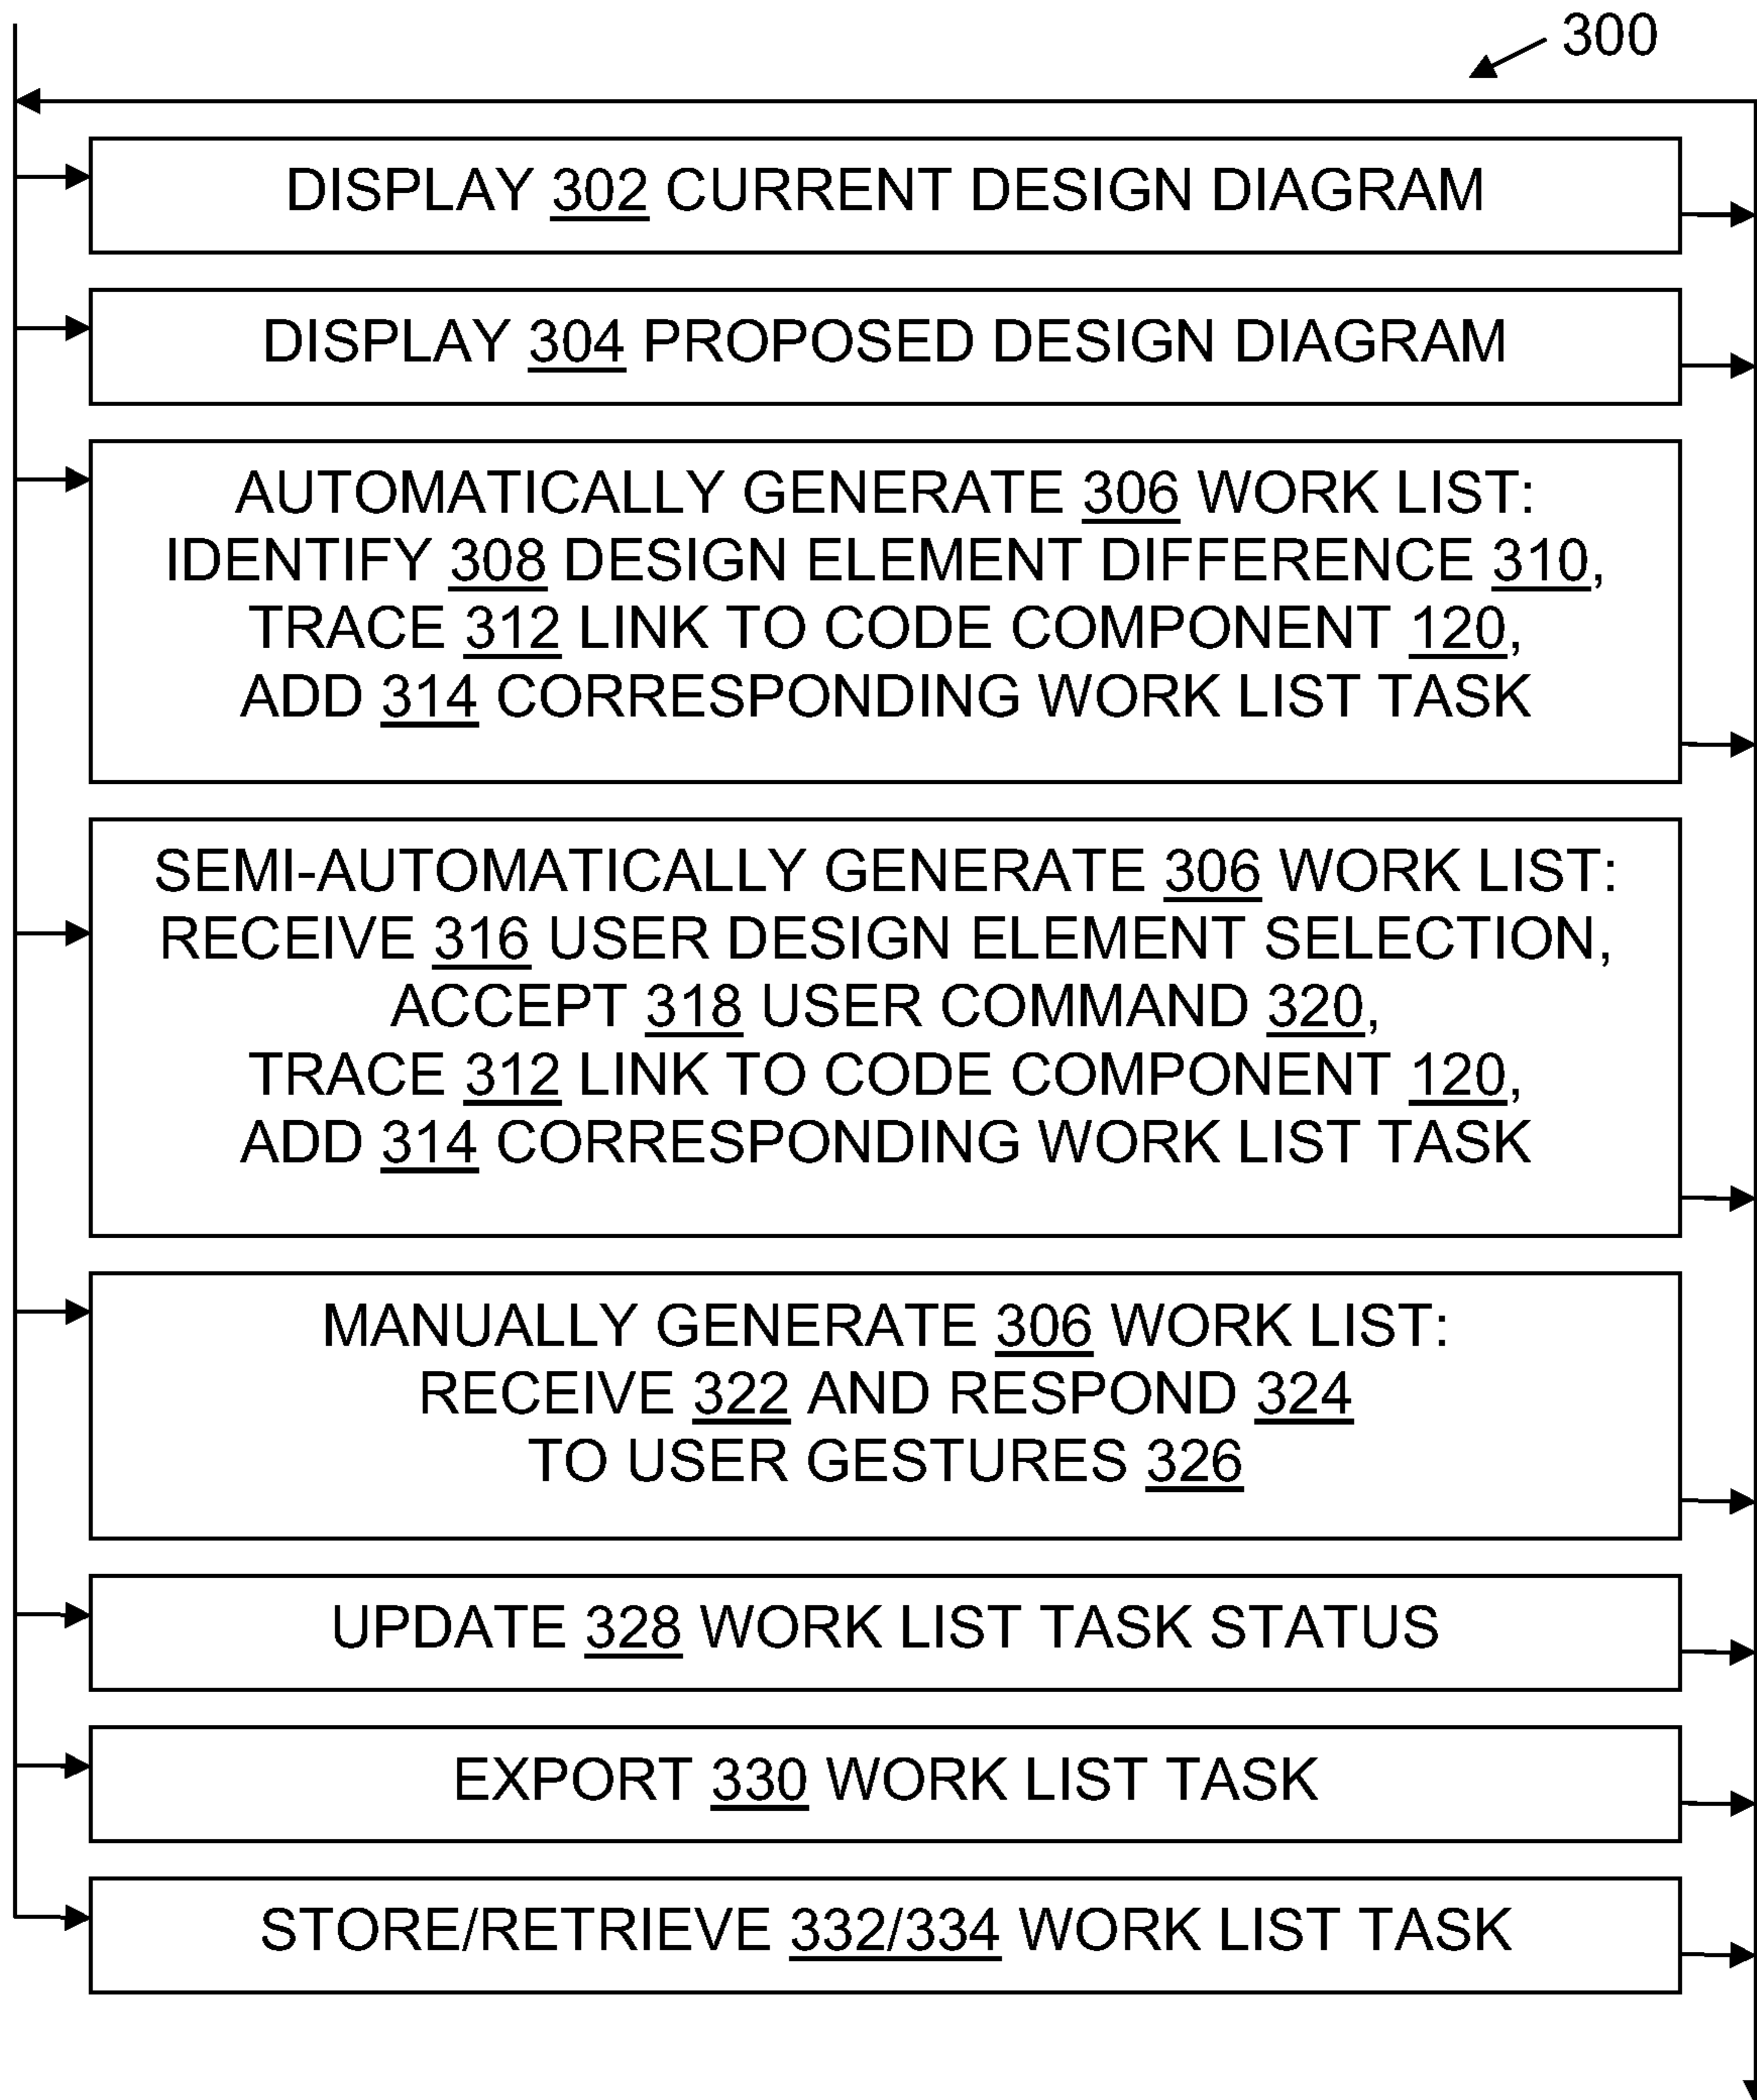 300
DISPLAY 302 CURRENT DESIGN DIAGRAM
DISPLAY 304 PROPOSED DESIGN DIAGRAM
AUTOMATICALLY GENERATE 306 WORK LIST:
IDENTIFY 308 DESIGN ELEMENT DIFFERENCE 310,
TRACE 312 LINK TO CODE COMPONENT 120,
ADD 314 CORRESPONDING WORK LIST TASK
SEMI-AUTOMATICALLY GENERATE 306 WORK LIST:
RECEIVE 316 USER DESIGN ELEMENT SELECTION,
ACCEPT 318 USER COMMAND 320,
TRACE 312 LINK TO CODE COMPONENT 120,
ADD 314 CORRESPONDING WORK LIST TASK
MANUALLY GENERATE 306 WORK LIST:
RECEIVE 322 AND RESPOND 324
TO USER GESTURES 326
UPDATE 328 WORK LIST TASK STATUS
EXPORT 330 WORK LIST TASK
STORE/RETRIEVE 332/334 WORK LIST TASK